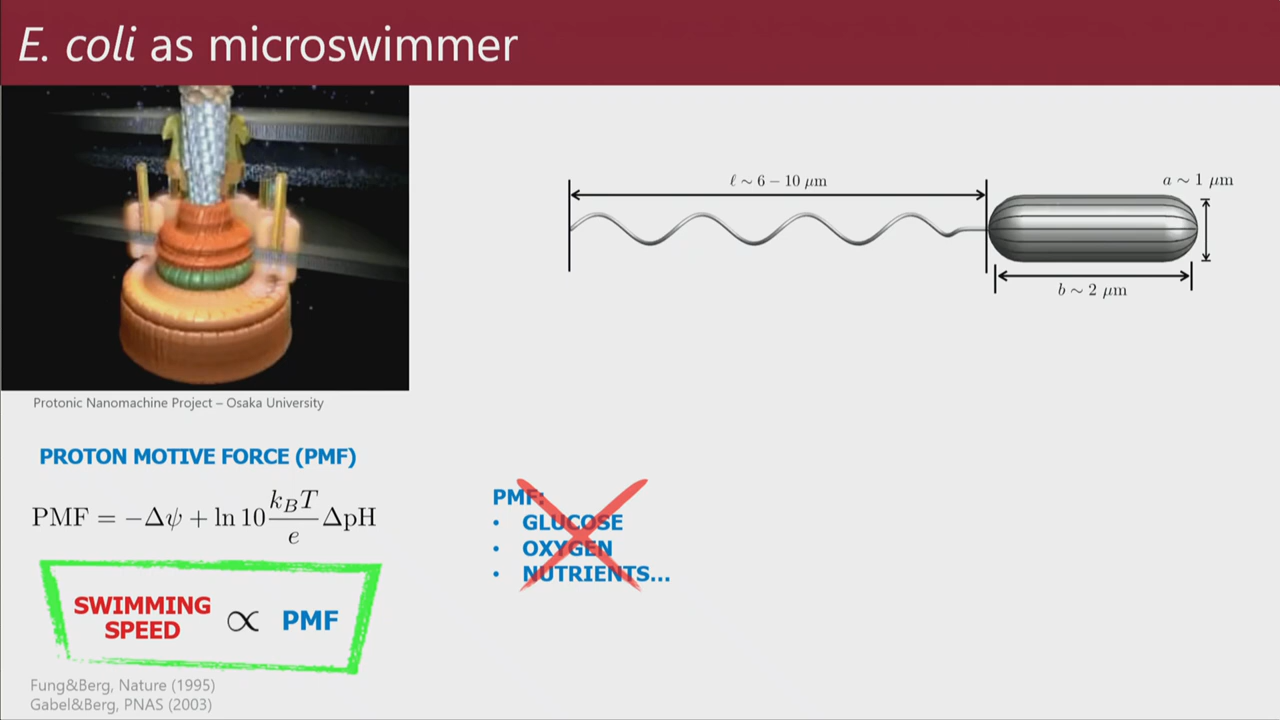 E. coli as microswimmer
ℓ ∼ 6 − 10 μm
a ∼ 1 μm
b ∼ 2 μm
Protonic Nanomachine Project – Osaka University
PROTON MOTIVE FORCE (PMF)
PMF = −Δψ + ln 10 k_BT/e ΔpH
SWIMMING
SPEED ∝ PMF
PMF:
• GLUCOSE
• OXYGEN
• NUTRIENTS...
Fung&Berg, Nature (1995)
Gabel&Berg, PNAS (2003)